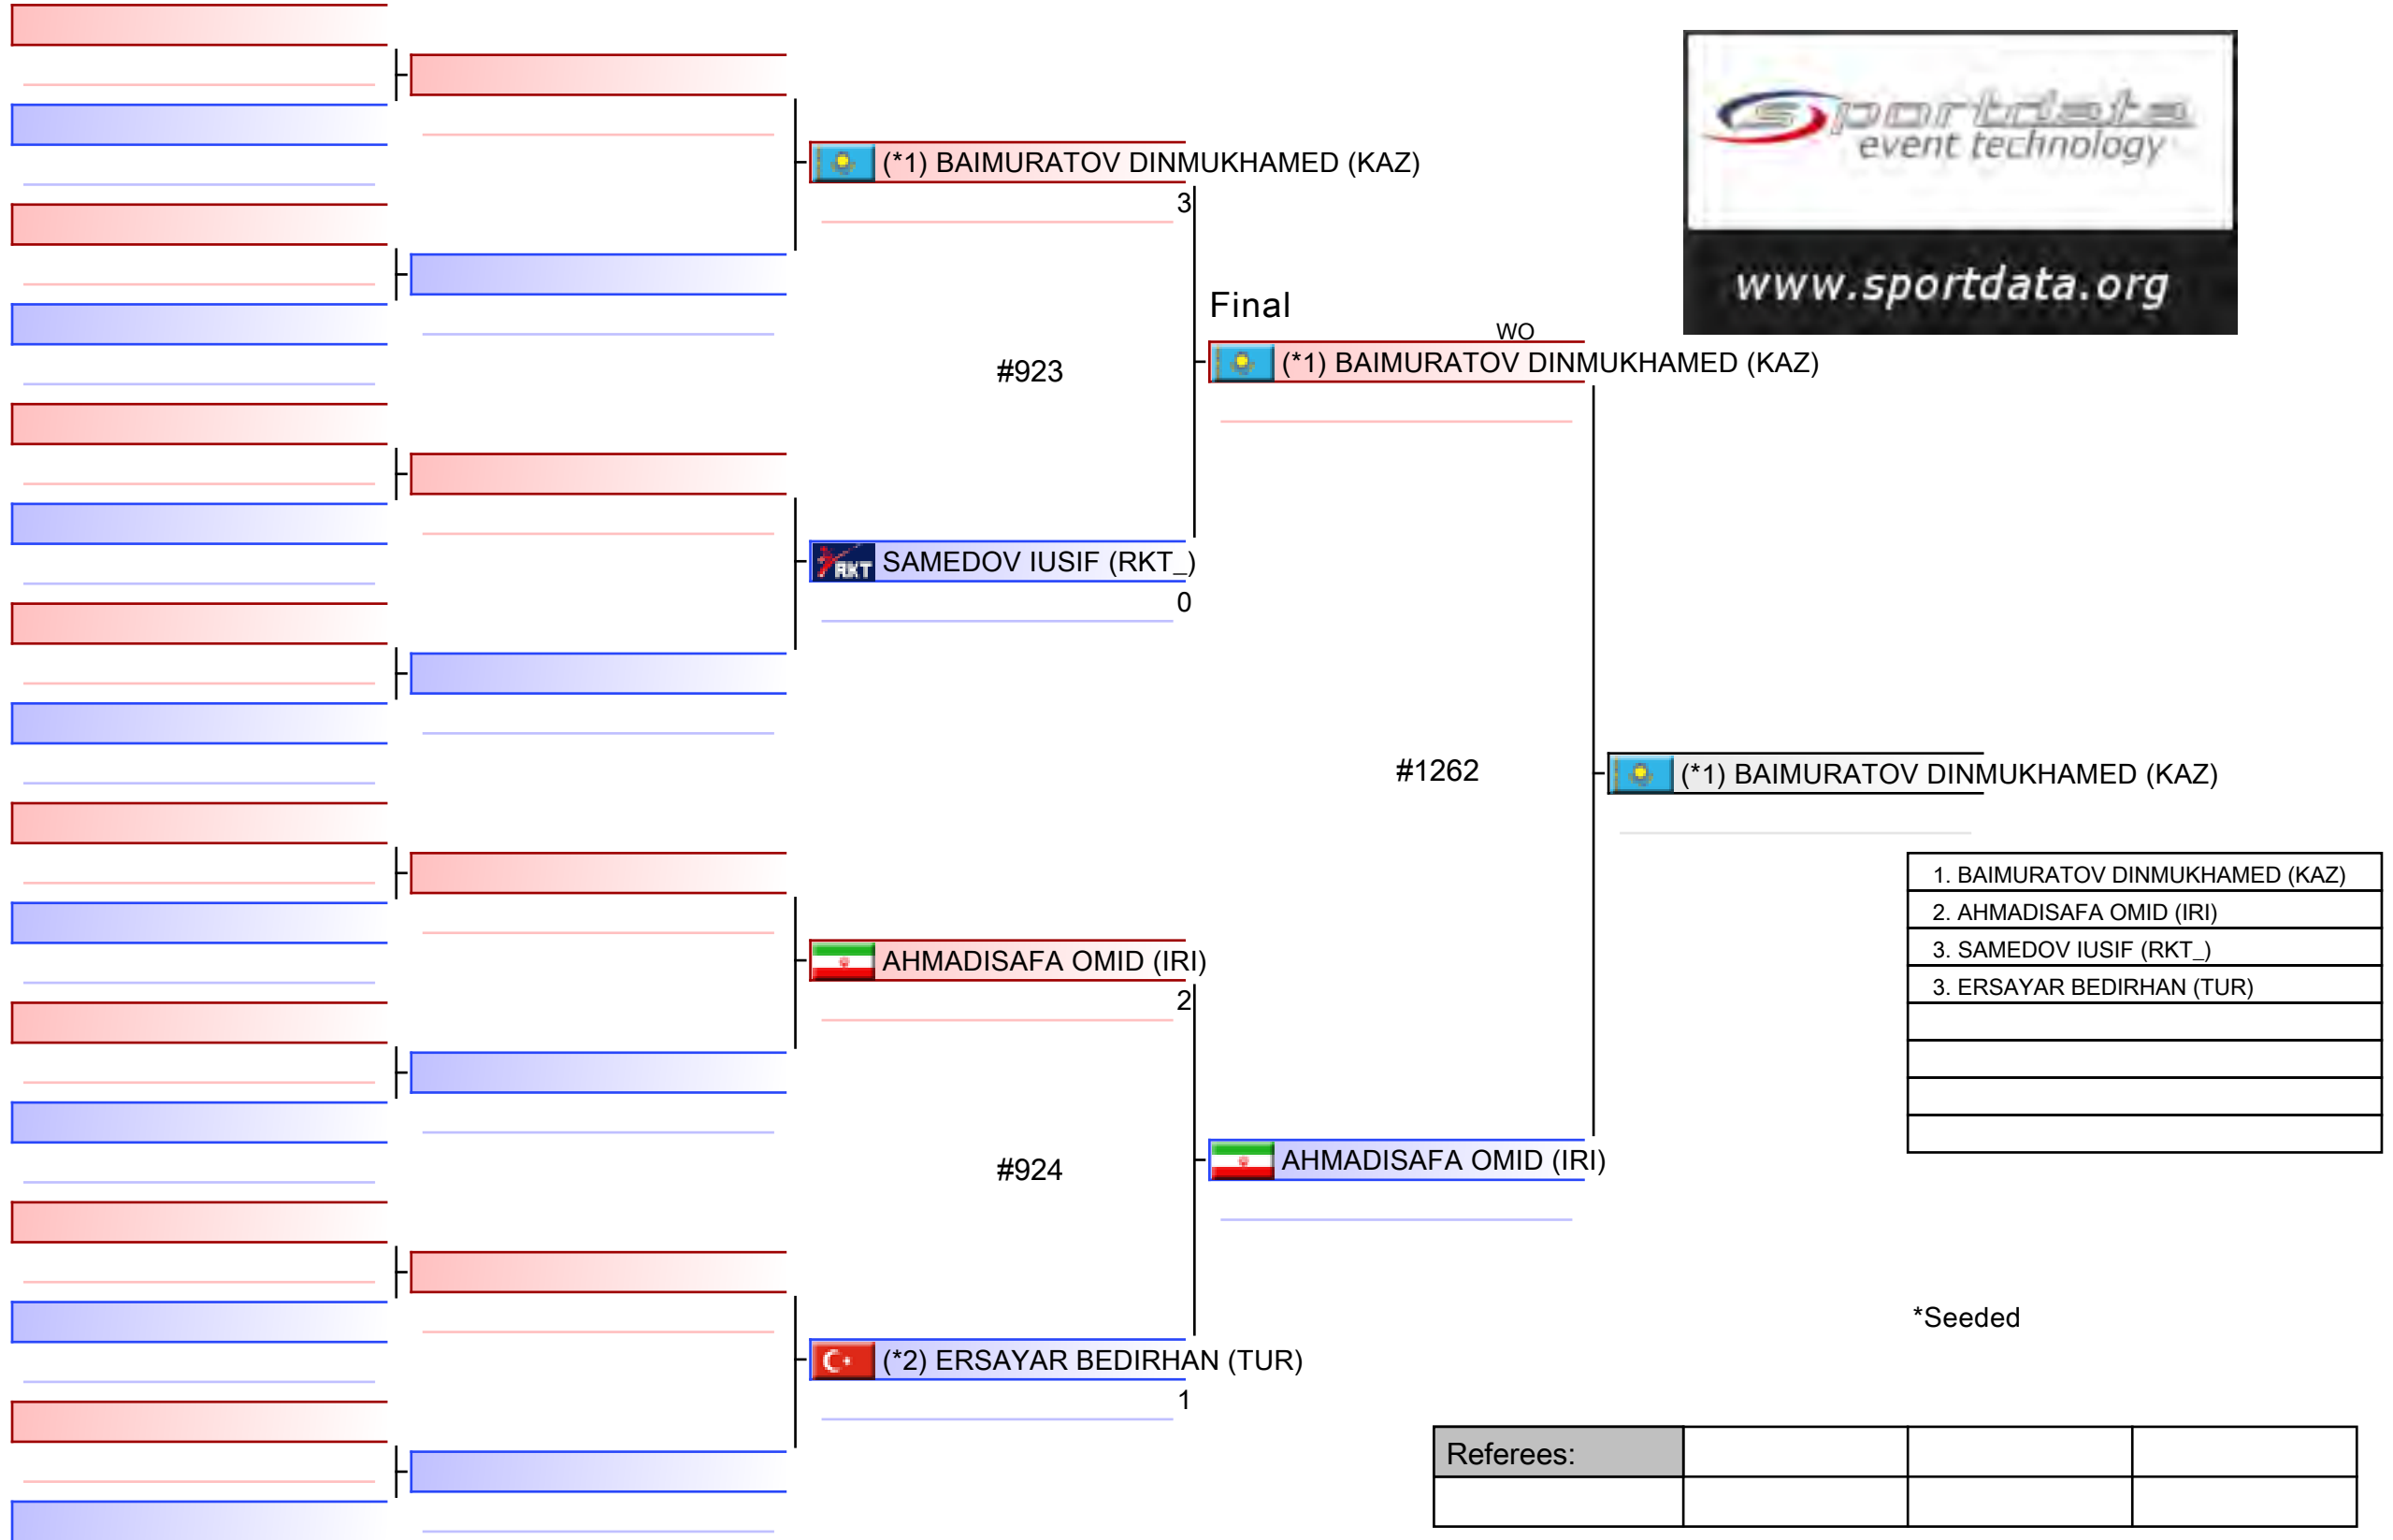 sportdata
event technology
www.sportdata.org
(*1) BAIMURATOV DINMUKHAMED (KAZ)
3
Final
WO
#923
(*1) BAIMURATOV DINMUKHAMED (KAZ)
RKT
SAMEDOV IUSIF (RKT_)
0
#1262
(*1) BAIMURATOV DINMUKHAMED (KAZ)
1. BAIMURATOV DINMUKHAMED (KAZ)
2. AHMADISAFA OMID (IRI)
3. SAMEDOV IUSIF (RKT_)
3. ERSAYAR BEDIRHAN (TUR)
AHMADISAFA OMID (IRI)
2
#924
AHMADISAFA OMID (IRI)
*Seeded
(*2) ERSAYAR BEDIRHAN (TUR)
1
Referees: